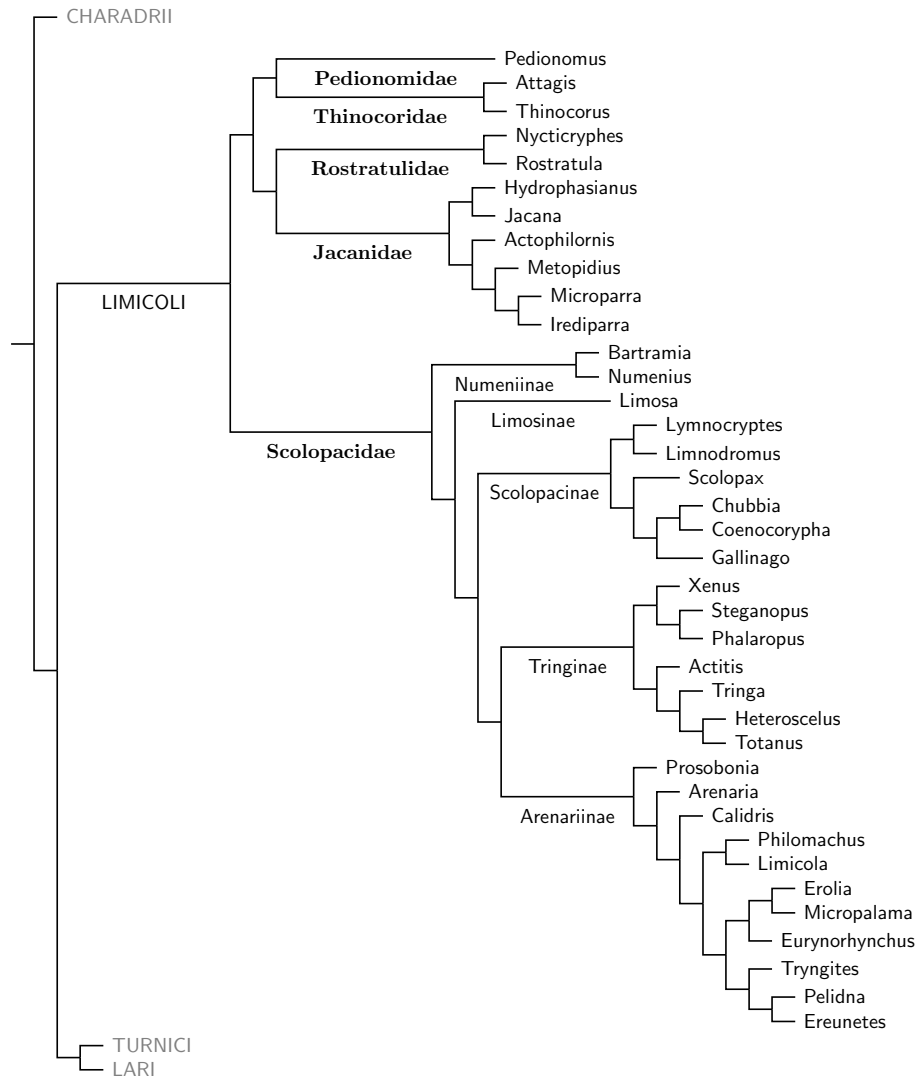 CHARADRII
Pedionomus
Pedionomidae
Attagis
Thinocoridae
Thinocorus
Nycticryphes
Rostratulidae
Rostratula
Hydrophasianus
Jacana
Actophilornis
Jacanidae
Metopidius
Microparra
LIMICOLI
Irediparra
Bartramia
Numeniinae
Numenius
Limosa
Limosinae
Lymnocryptes
Scolopacidae
Limnodromus
Scolopax
Scolopacinae
Chubbia
Coenocorypha
Gallinago
Xenus
Steganopus
Phalaropus
Tringinae
Actitis
Tringa
Heteroscelus
Totanus
Prosobonia
Arenaria
Arenariinae
Calidris
Philomachus
Limicola
Erolia
Micropalama
Eurynorhynchus
Tryngites
Pelidna
Ereunetes
TURNICI
LARI